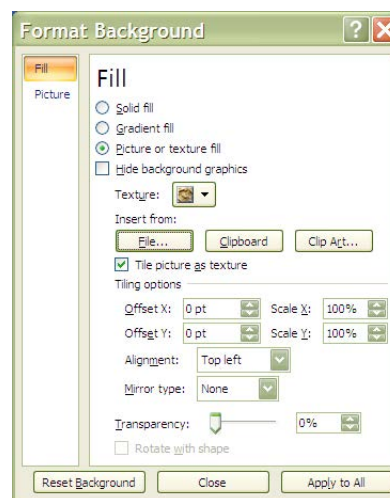 Format Background
Fill
Picture
Fill
Solid fill
Gradient fill
Picture or texture fill
Hide background graphics
Texture:
Insert from:
File... Clipboard Clip Art...
Tile picture as texture
Tiling options
Offset X: 0 pt Scale X: 100%
Offset Y: 0 pt Scale Y: 100%
Alignment: Top left
Mirror type: None
Transparency: 0%
Rotate with shape
Reset Background Close Apply to All